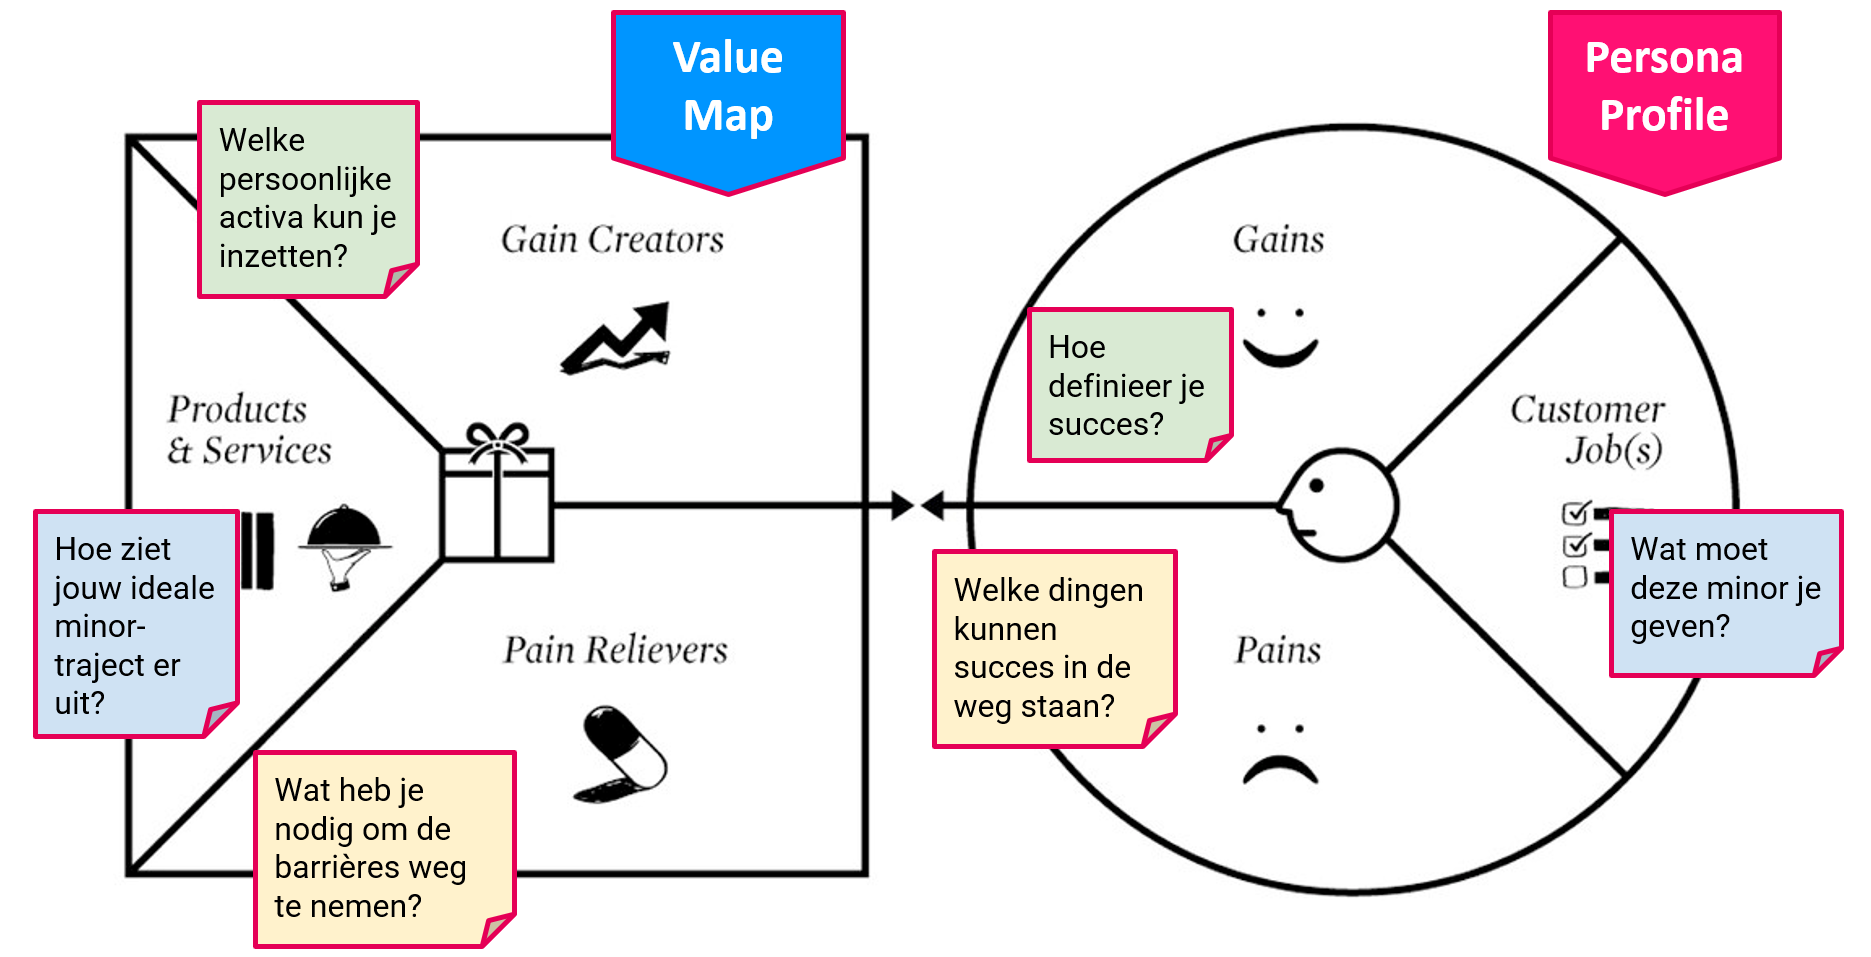 Value
Map
Persona
Profile
Welke
persoonlijke
activa kun je
inzetten?
Gain Creators
Gains
Hoe
definieer je
succes?
Products
& Services
Customer
Job(s)
Hoe ziet
jouw ideale
minor-
traject er
uit?
Welke dingen
kunnen
succes in de
weg staan?
Wat moet
deze minor je
geven?
Pain Relievers
Pains
Wat heb je
nodig om de
barrières weg
te nemen?